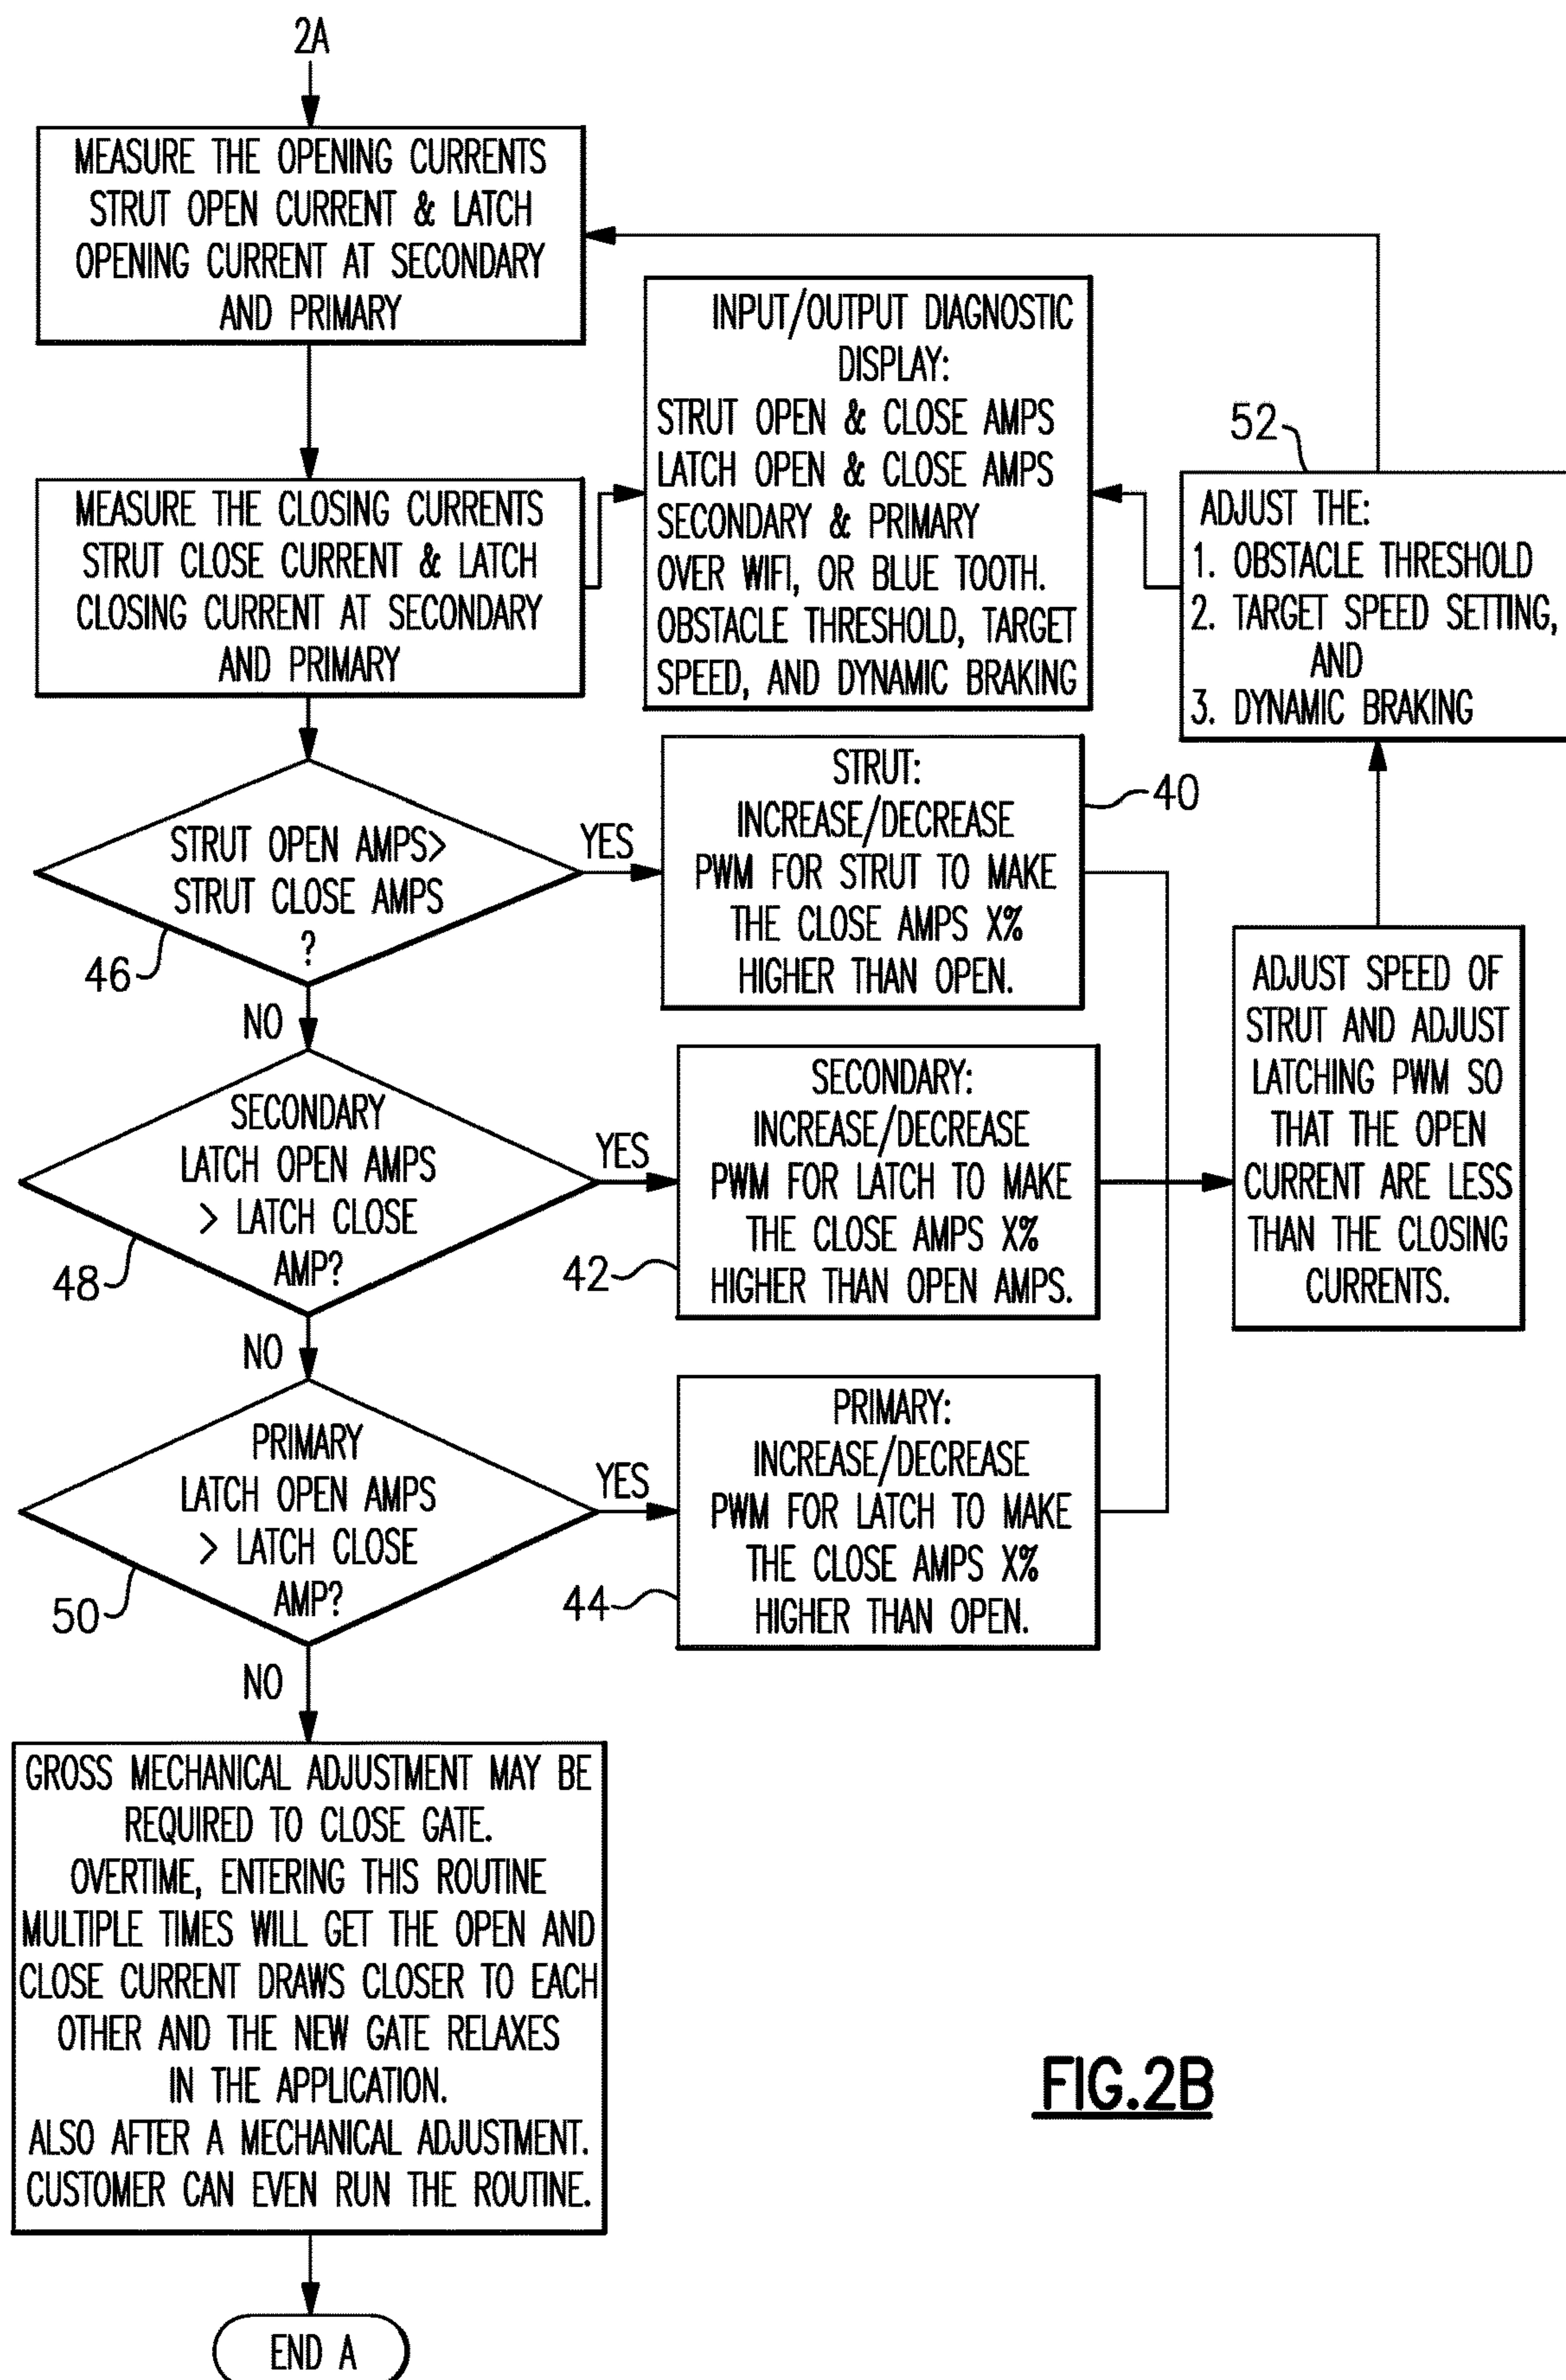 2A
MEASURE THE OPENING CURRENTS
STRUT OPEN CURRENT & LATCH
OPENING CURRENT AT SECONDARY
AND PRIMARY
INPUT/OUTPUT DIAGNOSTIC
DISPLAY:
STRUT OPEN & CLOSE AMPS
LATCH OPEN & CLOSE AMPS
SECONDARY & PRIMARY
OVER WIFI, OR BLUE TOOTH.
OBSTACLE THRESHOLD, TARGET
SPEED, AND DYNAMIC BRAKING
52
ADJUST THE:
1. OBSTACLE THRESHOLD
2. TARGET SPEED SETTING,
AND
3. DYNAMIC BRAKING
MEASURE THE CLOSING CURRENTS
STRUT CLOSE CURRENT & LATCH
CLOSING CURRENT AT SECONDARY
AND PRIMARY
STRUT OPEN AMPS>
STRUT CLOSE AMPS
?
46
YES
NO
STRUT:
INCREASE/DECREASE
PWM FOR STRUT TO MAKE
THE CLOSE AMPS X%
HIGHER THAN OPEN.
40
SECONDARY
LATCH OPEN AMPS
> LATCH CLOSE
AMP?
48
YES
NO
SECONDARY:
INCREASE/DECREASE
PWM FOR LATCH TO MAKE
THE CLOSE AMPS X%
HIGHER THAN OPEN AMPS.
42
ADJUST SPEED OF
STRUT AND ADJUST
LATCHING PWM SO
THAT THE OPEN
CURRENT ARE LESS
THAN THE CLOSING
CURRENTS.
PRIMARY
LATCH OPEN AMPS
> LATCH CLOSE
AMP?
50
YES
NO
PRIMARY:
INCREASE/DECREASE
PWM FOR LATCH TO MAKE
THE CLOSE AMPS X%
HIGHER THAN OPEN.
44
GROSS MECHANICAL ADJUSTMENT MAY BE
REQUIRED TO CLOSE GATE.
OVERTIME, ENTERING THIS ROUTINE
MULTIPLE TIMES WILL GET THE OPEN AND
CLOSE CURRENT DRAWS CLOSER TO EACH
OTHER AND THE NEW GATE RELAXES
IN THE APPLICATION.
ALSO AFTER A MECHANICAL ADJUSTMENT.
CUSTOMER CAN EVEN RUN THE ROUTINE.
END A
FIG.2B